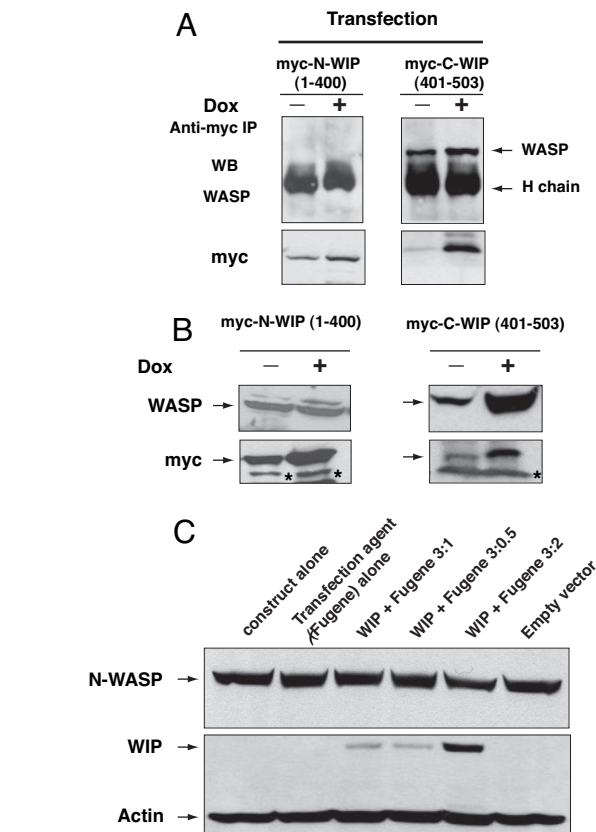 A
Transfection
myc-N-WIP
(1-400)
myc-C-WIP
(401-503)
Dox — + — +
Anti-myc IP
WB
WASP
WASP
H chain
myc
B
myc-N-WIP (1-400) myc-C-WIP (401-503)
Dox — + — +
WASP
myc
* * *
C
construct alone
Transfection agent
(Fugene) alone
WIP + Fugene 3:1
WIP + Fugene 3:0.5
WIP + Fugene 3:2
Empty vector
N-WASP
WIP
Actin